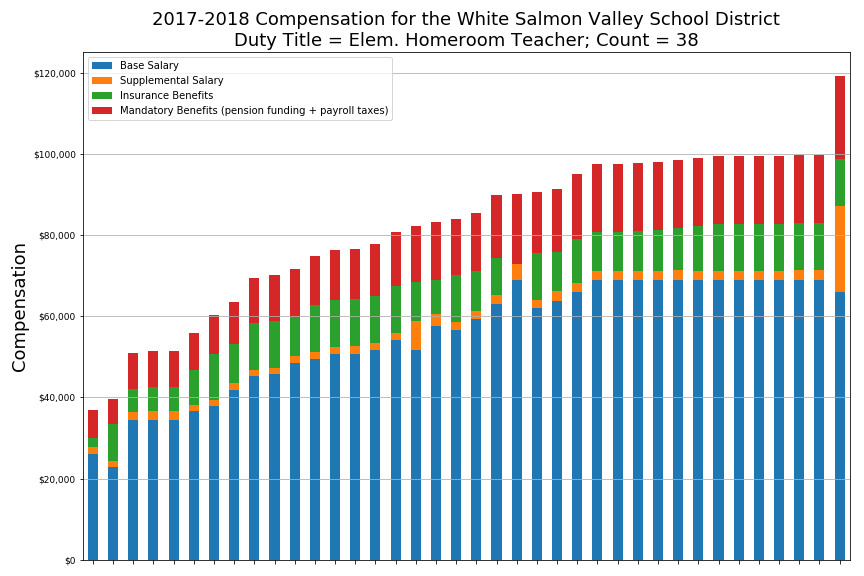 2017-2018 Compensation for the White Salmon Valley School District
Duty Title = Elem. Homeroom Teacher; Count = 38
Base Salary
Supplemental Salary
Insurance Benefits
Mandatory Benefits (pension funding + payroll taxes)
Compensation
$120,000
$100,000
$80,000
$60,000
$40,000
$20,000
$0